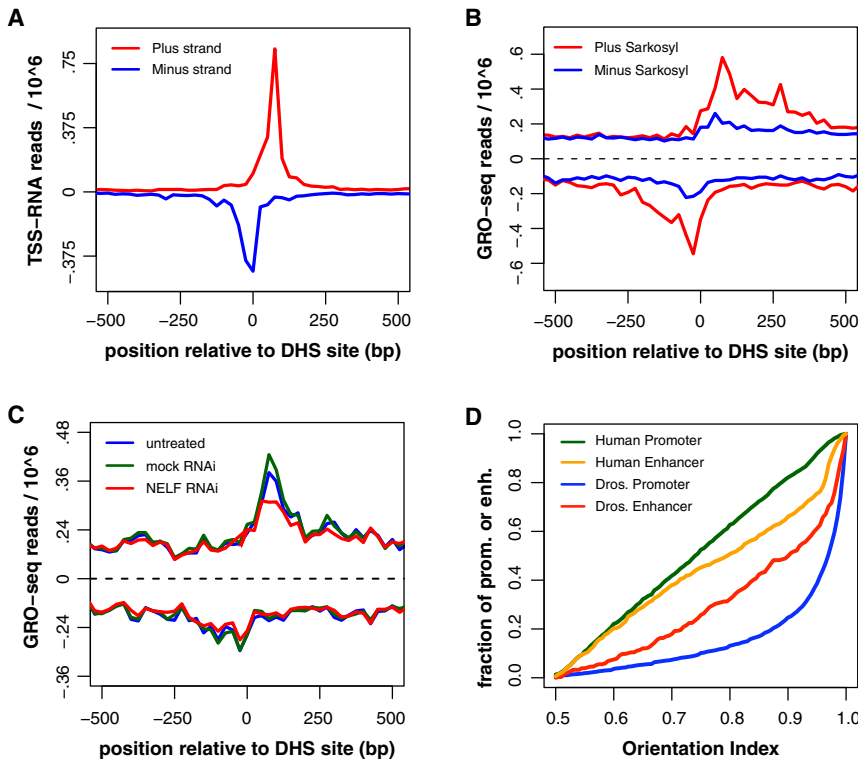 A
Plus strand
Minus strand
TSS−RNA reads / 10^6
.75
.375
0
−.375
−500 −250 0 250 500
position relative to DHS site (bp)
B
Plus Sarkosyl
Minus Sarkosyl
GRO−seq reads / 10^6
.6
.4
.2
0
−.2
−.4
−.6
−500 −250 0 250 500
position relative to DHS site (bp)
C
untreated
mock RNAi
NELF RNAi
GRO−seq reads / 10^6
.48
.36
.24
0
−.24
−.36
−500 −250 0 250 500
position relative to DHS site (bp)
D
Human Promoter
Human Enhancer
Dros. Promoter
Dros. Enhancer
fraction of prom. or enh.
1.0
0.8
0.6
0.4
0.2
0.0
0.5 0.6 0.7 0.8 0.9 1.0
Orientation Index